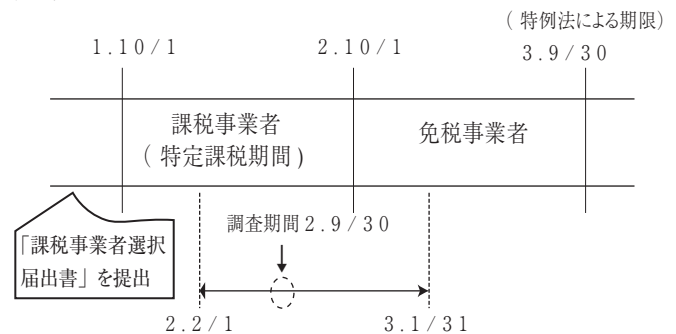 ( 特例法による期限)
1.10/1
2.10/1
3.9/30
課税事業者
( 特定課税期間 )
免税事業者
「課税事業者選択
届出書」を提出
調査期間2.9/30
2.2/1
3.1/31